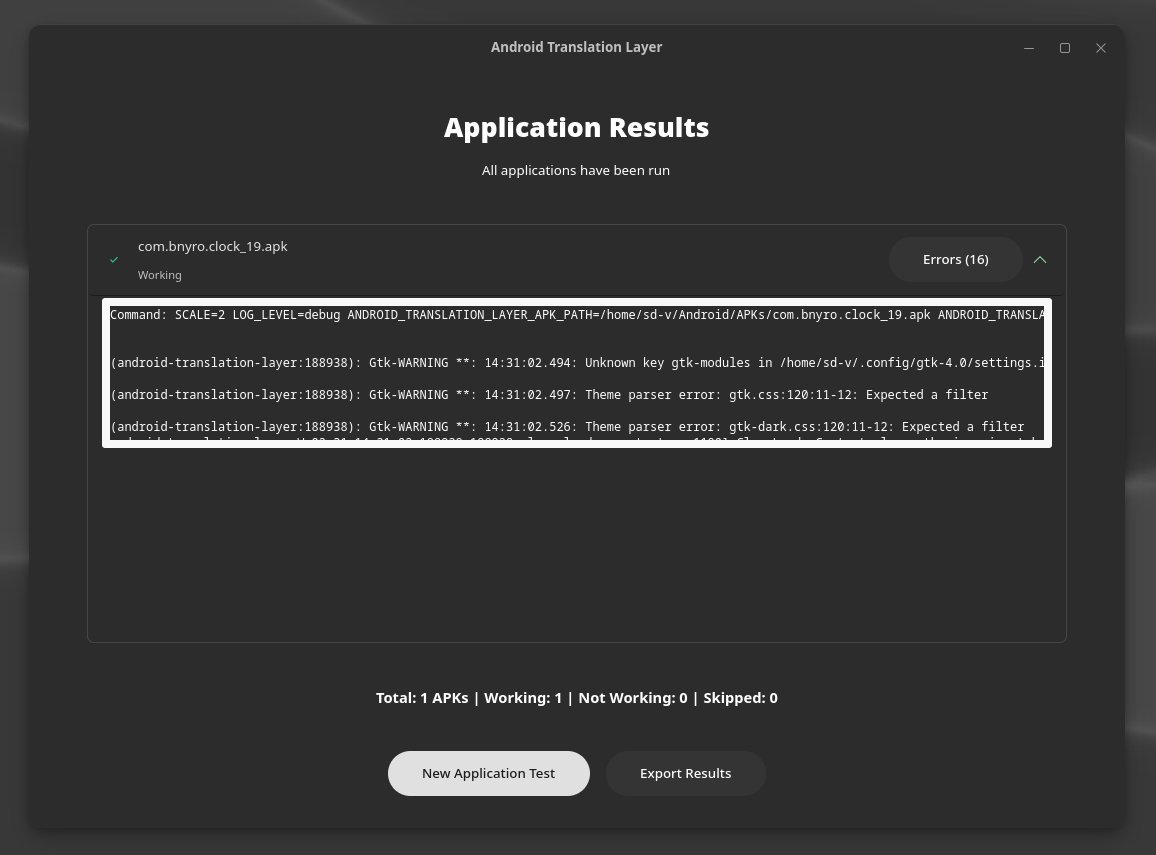 Android Translation Layer
Application Results
All applications have been run
com.bnyro.clock_19.apk
Working
Errors (16)
Command: SCALE=2 LOG_LEVEL=debug ANDROID_TRANSLATION_LAYER_APK_PATH=/home/sd-v/Android/APKs/com.bnyro.clock_19.apk ANDROID_TRANSLA
(android-translation-layer:188938): Gtk-WARNING **: 14:31:02.494: Unknown key gtk-modules in /home/sd-v/.config/gtk-4.0/settings.i
(android-translation-layer:188938): Gtk-WARNING **: 14:31:02.497: Theme parser error: gtk.css:120:11-12: Expected a filter
(android-translation-layer:188938): Gtk-WARNING **: 14:31:02.526: Theme parser error: gtk-dark.css:120:11-12: Expected a filter
Total: 1 APKs | Working: 1 | Not Working: 0 | Skipped: 0
New Application Test
Export Results